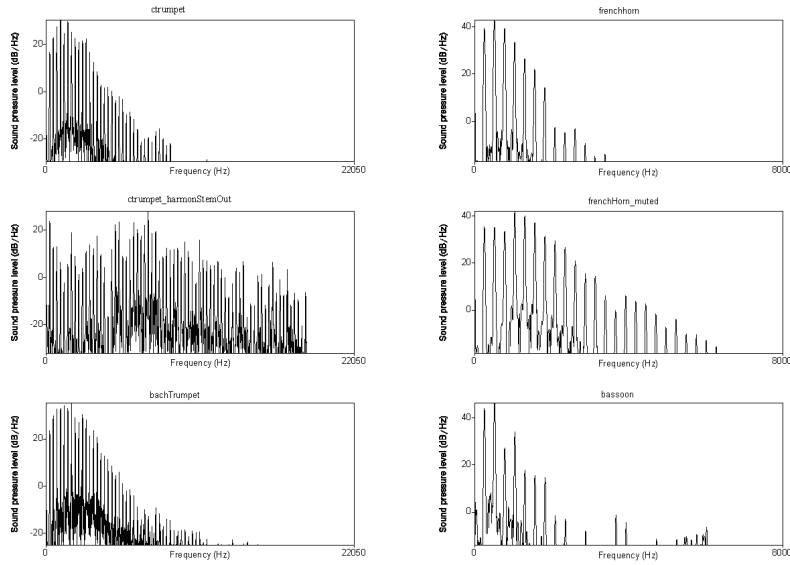 ctrumpet
Sound pressure level (dB/Hz)
20
0
-20
0
Frequency (Hz)
22050
frenchhorn
Sound pressure level (dB/Hz)
40
20
0
0
Frequency (Hz)
8000
ctrumpet_harmonStemOut
Sound pressure level (dB/Hz)
20
0
-20
0
Frequency (Hz)
22050
frenchHorn_muted
Sound pressure level (dB/Hz)
40
20
0
0
Frequency (Hz)
8000
bachTrumpet
Sound pressure level (dB/Hz)
20
0
-20
0
Frequency (Hz)
22050
bassoon
Sound pressure level (dB/Hz)
40
20
0
0
Frequency (Hz)
8000